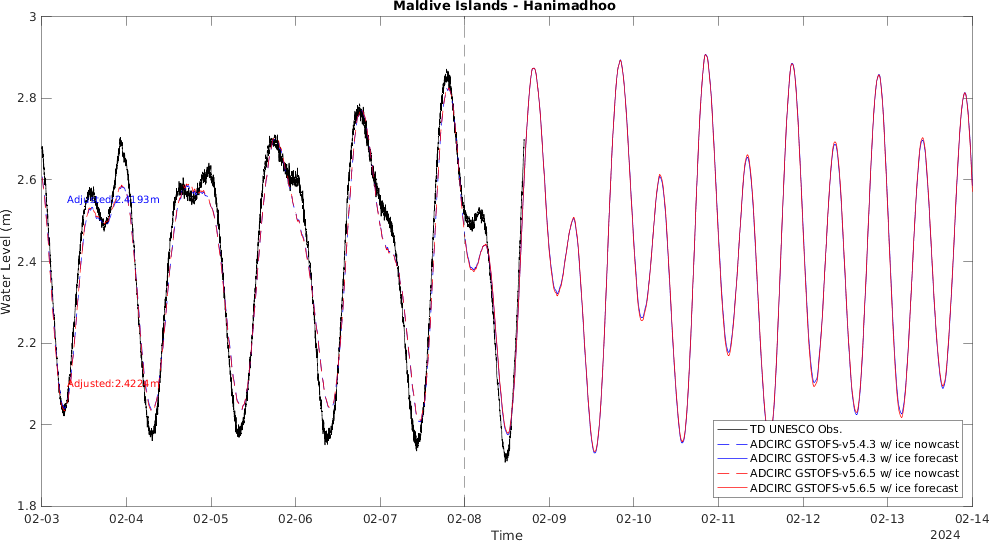 Maldive Islands - Hanimadhoo
Water Level (m)
3
2.8
2.6
2.4
2.2
2
1.8
Adjusted:2.4193m
Adjusted:2.4224m
TD UNESCO Obs.
ADCIRC GSTOFS-v5.4.3 w/ ice nowcast
ADCIRC GSTOFS-v5.4.3 w/ ice forecast
ADCIRC GSTOFS-v5.6.5 w/ ice nowcast
ADCIRC GSTOFS-v5.6.5 w/ ice forecast
02-03 02-04 02-05 02-06 02-07 02-08 02-09 02-10 02-11 02-12 02-13 02-14
Time
2024